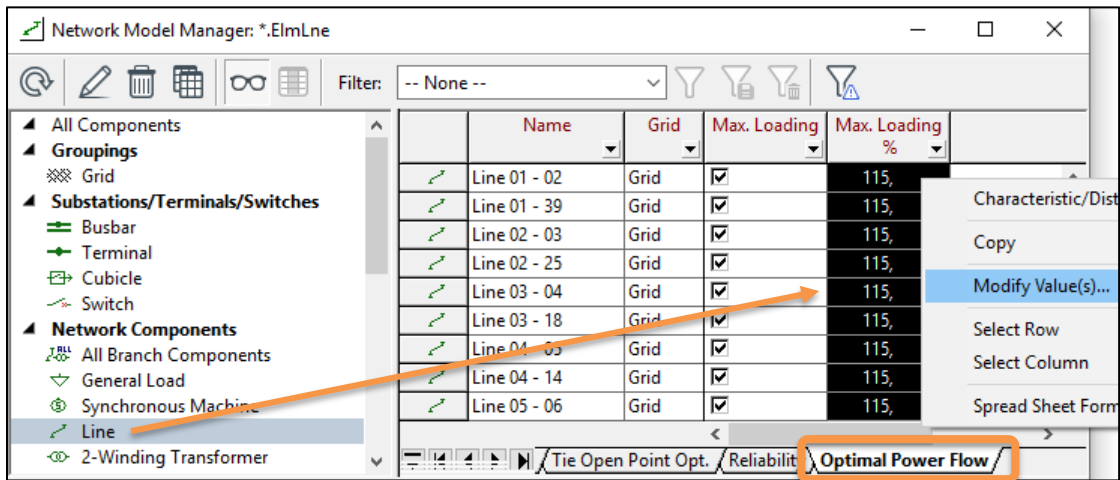 Network Model Manager: *.ElmLne
Filter: -- None --
All Components
Groupings
Grid
Substations/Terminals/Switches
Busbar
Terminal
Cubicle
Switch
Network Components
All Branch Components
General Load
Synchronous Machine
Line
2-Winding Transformer
Name Grid Max. Loading Max. Loading
%
Line 01 - 02 Grid 115,
Line 01 - 39 Grid 115,
Line 02 - 03 Grid 115,
Line 02 - 25 Grid 115,
Line 03 - 04 Grid 115,
Line 03 - 18 Grid 115,
Line 04 - 05 Grid 115,
Line 04 - 14 Grid 115,
Line 05 - 06 Grid 115,
Characteristic/Dist
Copy
Modify Value(s)...
Select Row
Select Column
Spread Sheet Form
Tie Open Point Opt. Reliabilit Optimal Power Flow